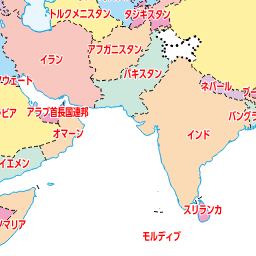 トルクメニスタン
タジキスタン
アフガニスタン
イラン
パキスタン
ウェート
ネパール
ラビア
アラブ首長国連邦
バングラ
オマーン
インド
イエメン
スリランカ
ソマリア
モルディブ